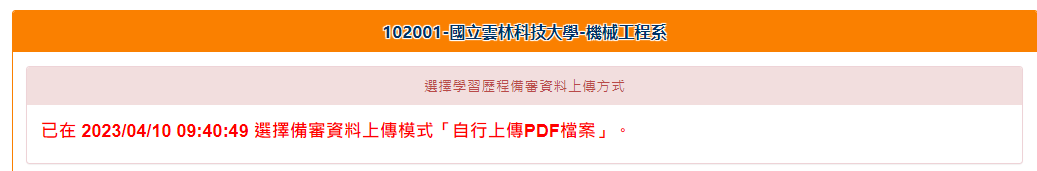 102001-國立雲林科技大學-機械工程系
選擇學習歷程備審資料上傳方式
已在 2023/04/10 09:40:49 選擇備審資料上傳模式「自行上傳PDF檔案」。